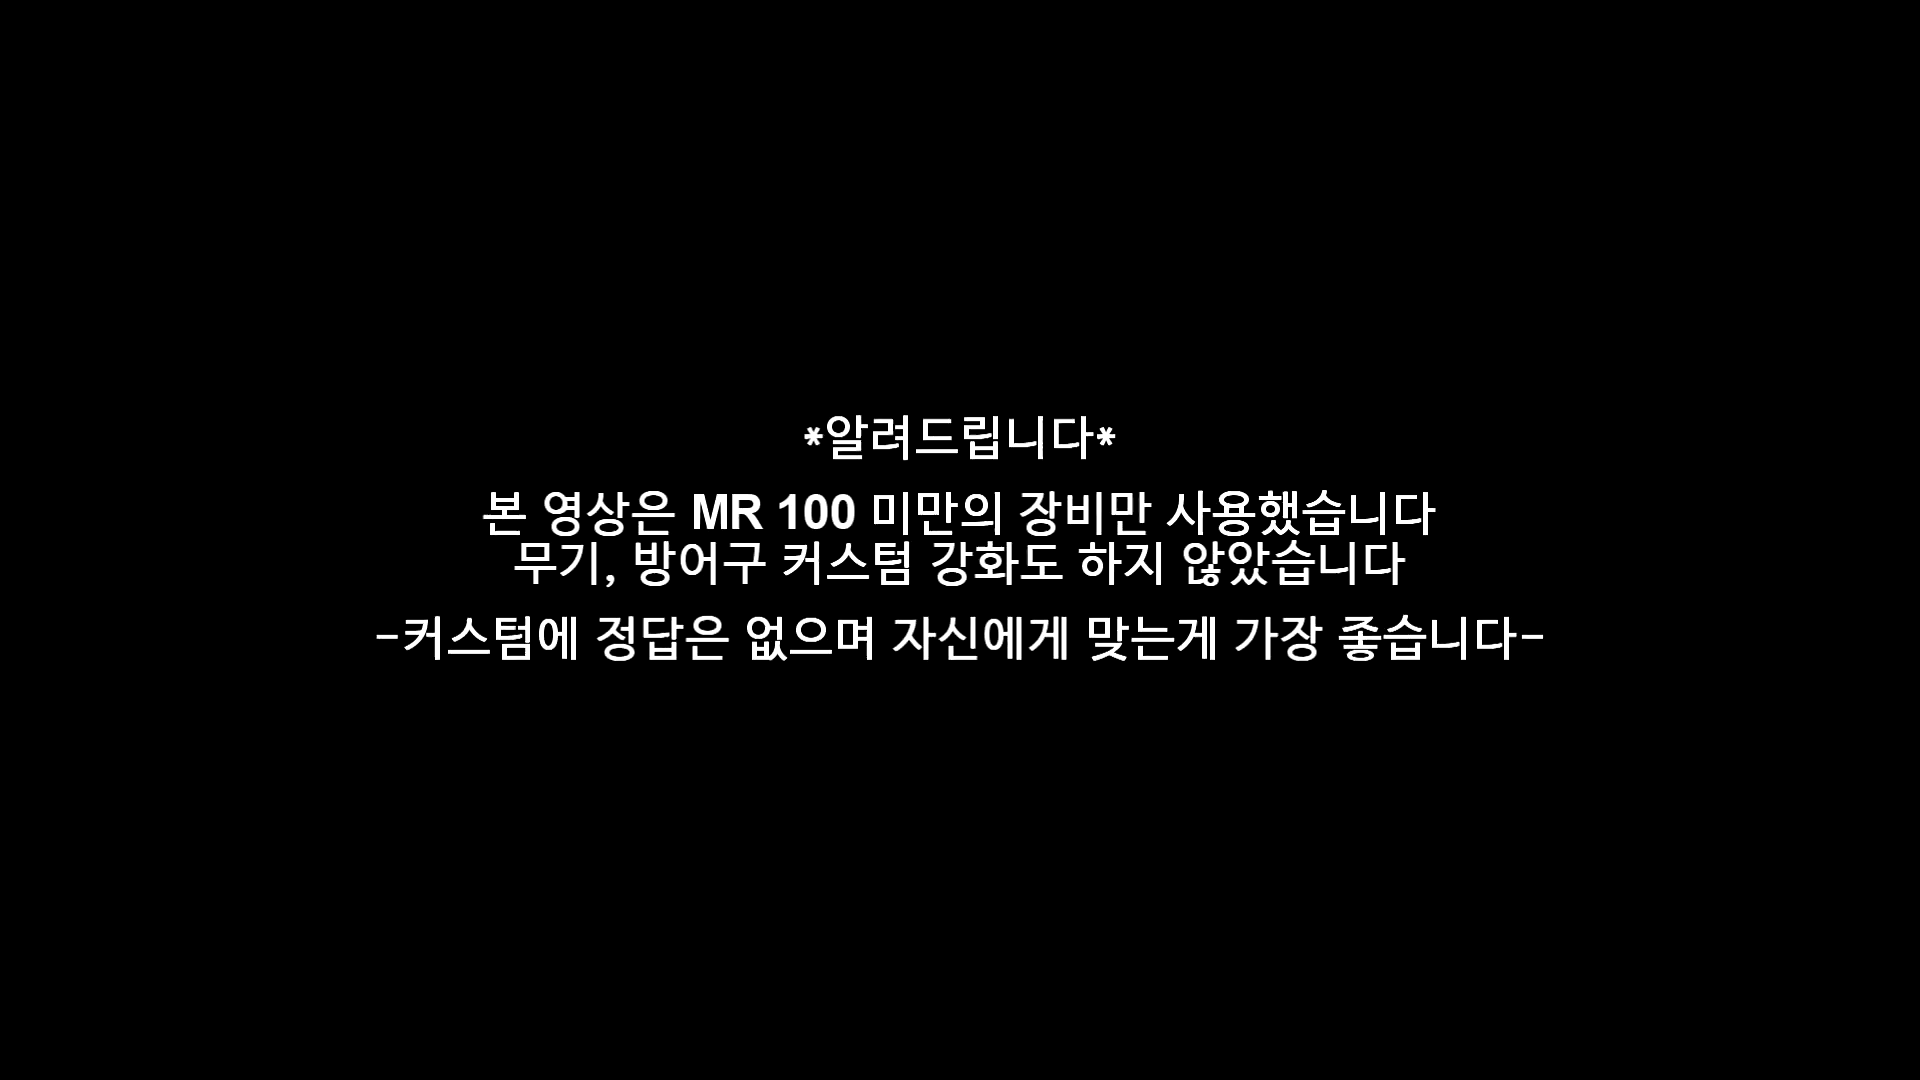 *알려드립니다*
본 영상은 MR 100 미만의 장비만 사용했습니다
무기, 방어구 커스텀 강화도 하지 않았습니다
-커스텀에 정답은 없으며 자신에게 맞는게 가장 좋습니다-